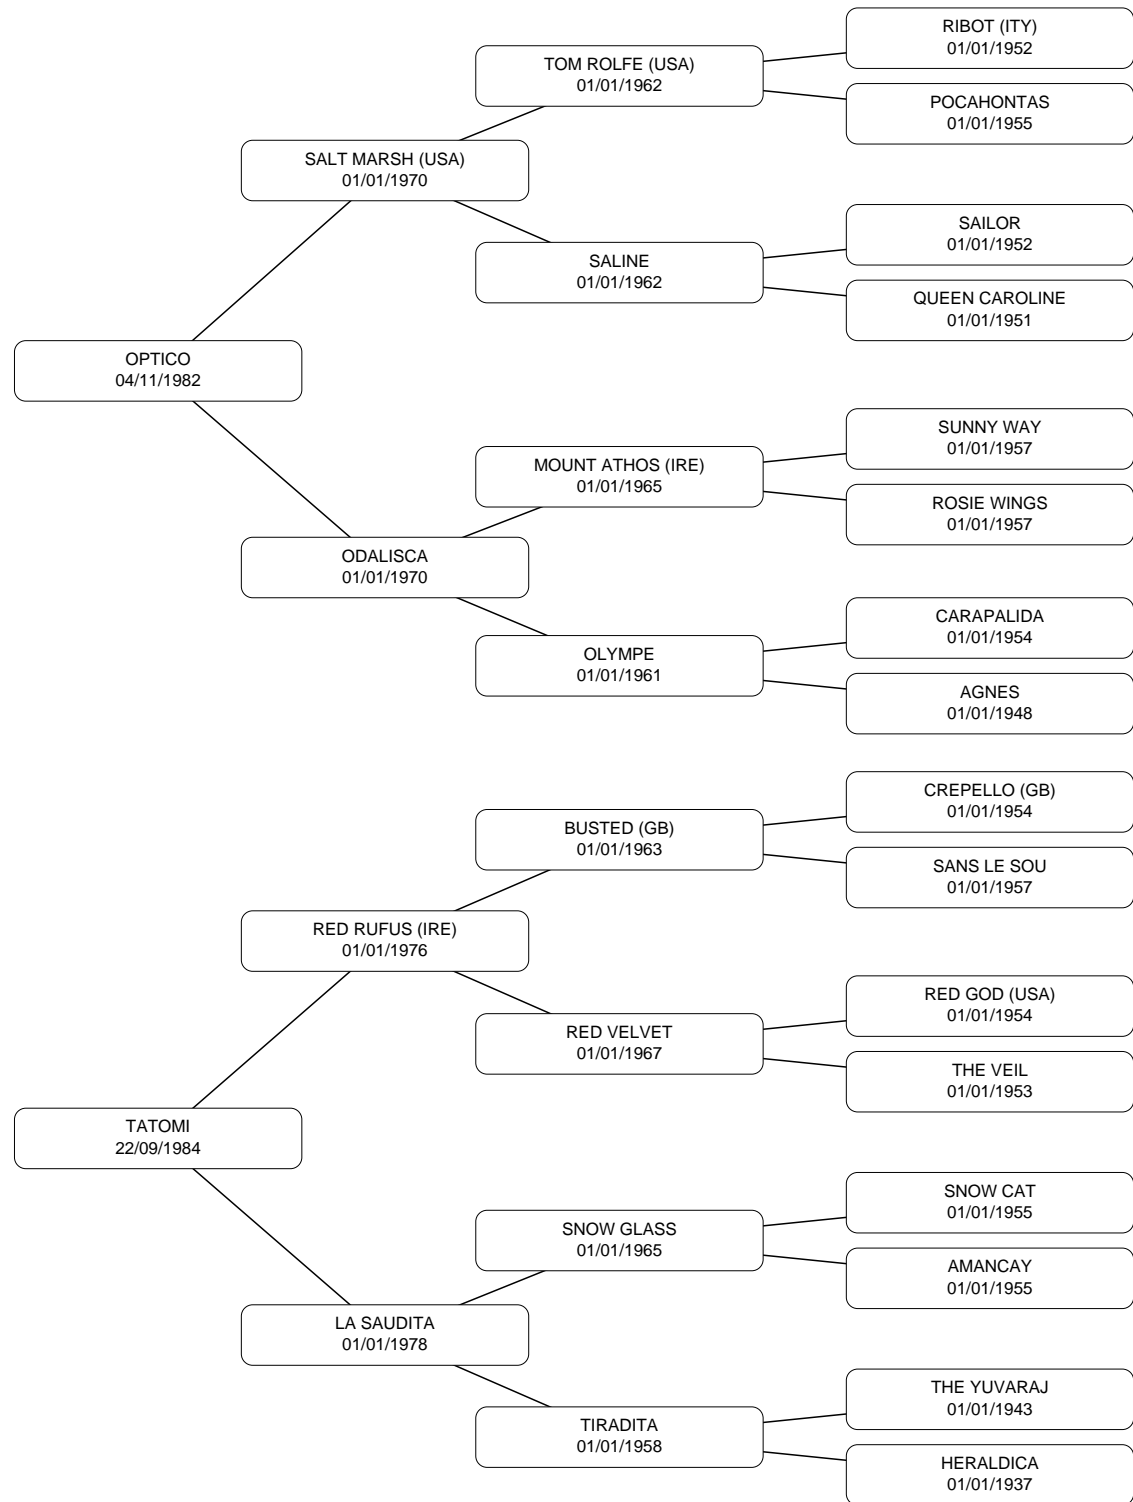 RIBOT (ITY)
01/01/1952
TOM ROLFE (USA)
01/01/1962
POCAHONTAS
01/01/1955
SALT MARSH (USA)
01/01/1970
SAILOR
01/01/1952
SALINE
01/01/1962
QUEEN CAROLINE
01/01/1951
OPTICO
04/11/1982
SUNNY WAY
01/01/1957
MOUNT ATHOS (IRE)
01/01/1965
ROSIE WINGS
01/01/1957
ODALISCA
01/01/1970
CARAPALIDA
01/01/1954
OLYMPE
01/01/1961
AGNES
01/01/1948
CREPELLO (GB)
01/01/1954
BUSTED (GB)
01/01/1963
SANS LE SOU
01/01/1957
RED RUFUS (IRE)
01/01/1976
RED GOD (USA)
01/01/1954
RED VELVET
01/01/1967
THE VEIL
01/01/1953
TATOMI
22/09/1984
SNOW CAT
01/01/1955
SNOW GLASS
01/01/1965
AMANCAY
01/01/1955
LA SAUDITA
01/01/1978
THE YUVARAJ
01/01/1943
TIRADITA
01/01/1958
HERALDICA
01/01/1937